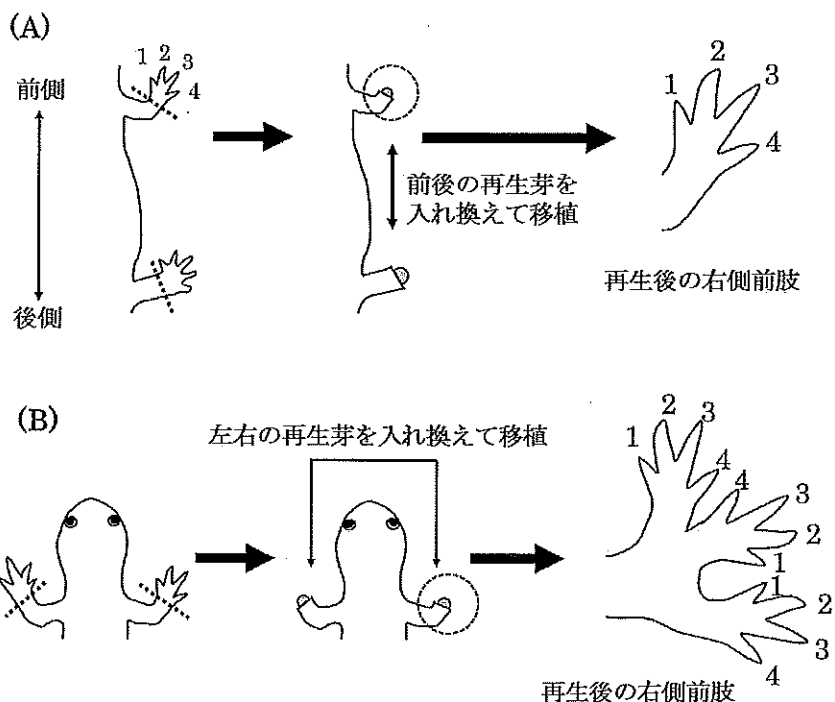 (A)
1 2 3
4
前側
後側
前後の再生芽を
入れ換えて移植
1 2 3
4
再生後の右側前肢
(B)
左右の再生芽を入れ換えて移植
1 2 3
4 4
3
2
1
1
2
3
4
再生後の右側前肢